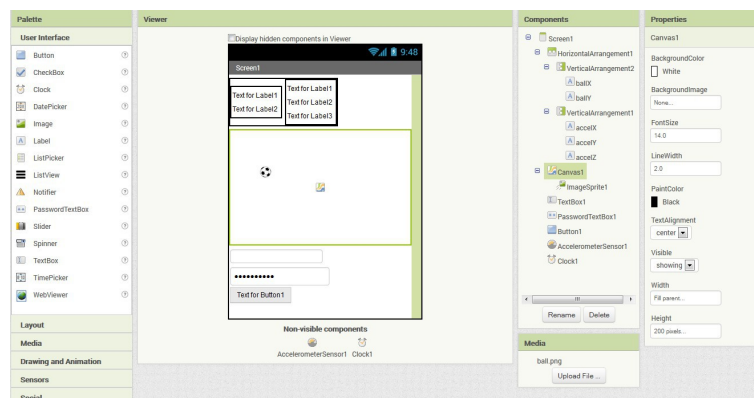 Palette
User Interface
Button
CheckBox
Clock
DatePicker
Image
Label
ListPicker
ListView
Notifier
PasswordTextBox
Slider
Spinner
TextBox
TimePicker
WebViewer
Layout
Media
Drawing and Animation
Sensors
Social
Viewer
Display hidden components in Viewer
9:48
Screen1
Text for Label1
Text for Label2
Text for Label1
Text for Label2
Text for Label3
Text for Button1
Non-visible components
AccelerometerSensor1 Clock1
Components
Screen1
HorizontalArrangement1
VerticalArrangement2
ballX
ballY
VerticalArrangement1
accelX
accelY
accelZ
Canvas1
ImageSprite1
TextBox1
PasswordTextBox1
Button1
AccelerometerSensor1
Clock1
Rename Delete
Media
ball.png
Upload File ...
Properties
Canvas1
BackgroundColor
White
BackgroundImage
None...
FontSize
14.0
LineWidth
2.0
PaintColor
Black
TextAlignment
center
Visible
showing
Width
Fill parent...
Height
200 pixels...